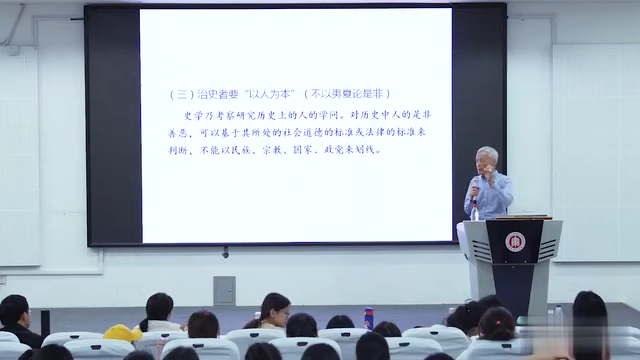 （三）治史者要“以人为本”（不以夷夏论是非）
史学乃考察研究历史上的人的学问。对历史中人的是非
善恶，可以基于其所处的社会道德的标准或法律的标准来
判断，不能以民族、宗教、国家、政党来划线。